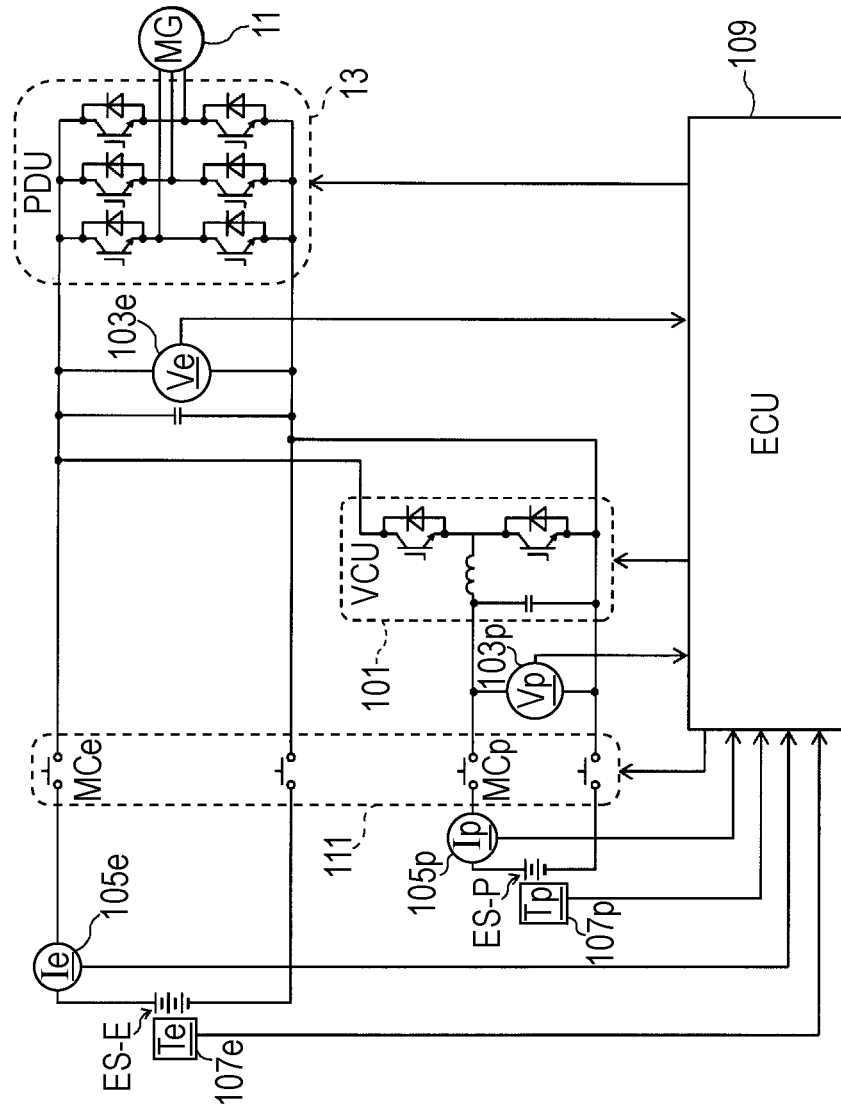 PDU
MG
11
13
103e
Ve
VCU
101
103p
Vp
109
ECU
MCe
MCp
111
105e
Ie
105p
Ip
ES-E
Te
107e
ES-P
Tp
107p